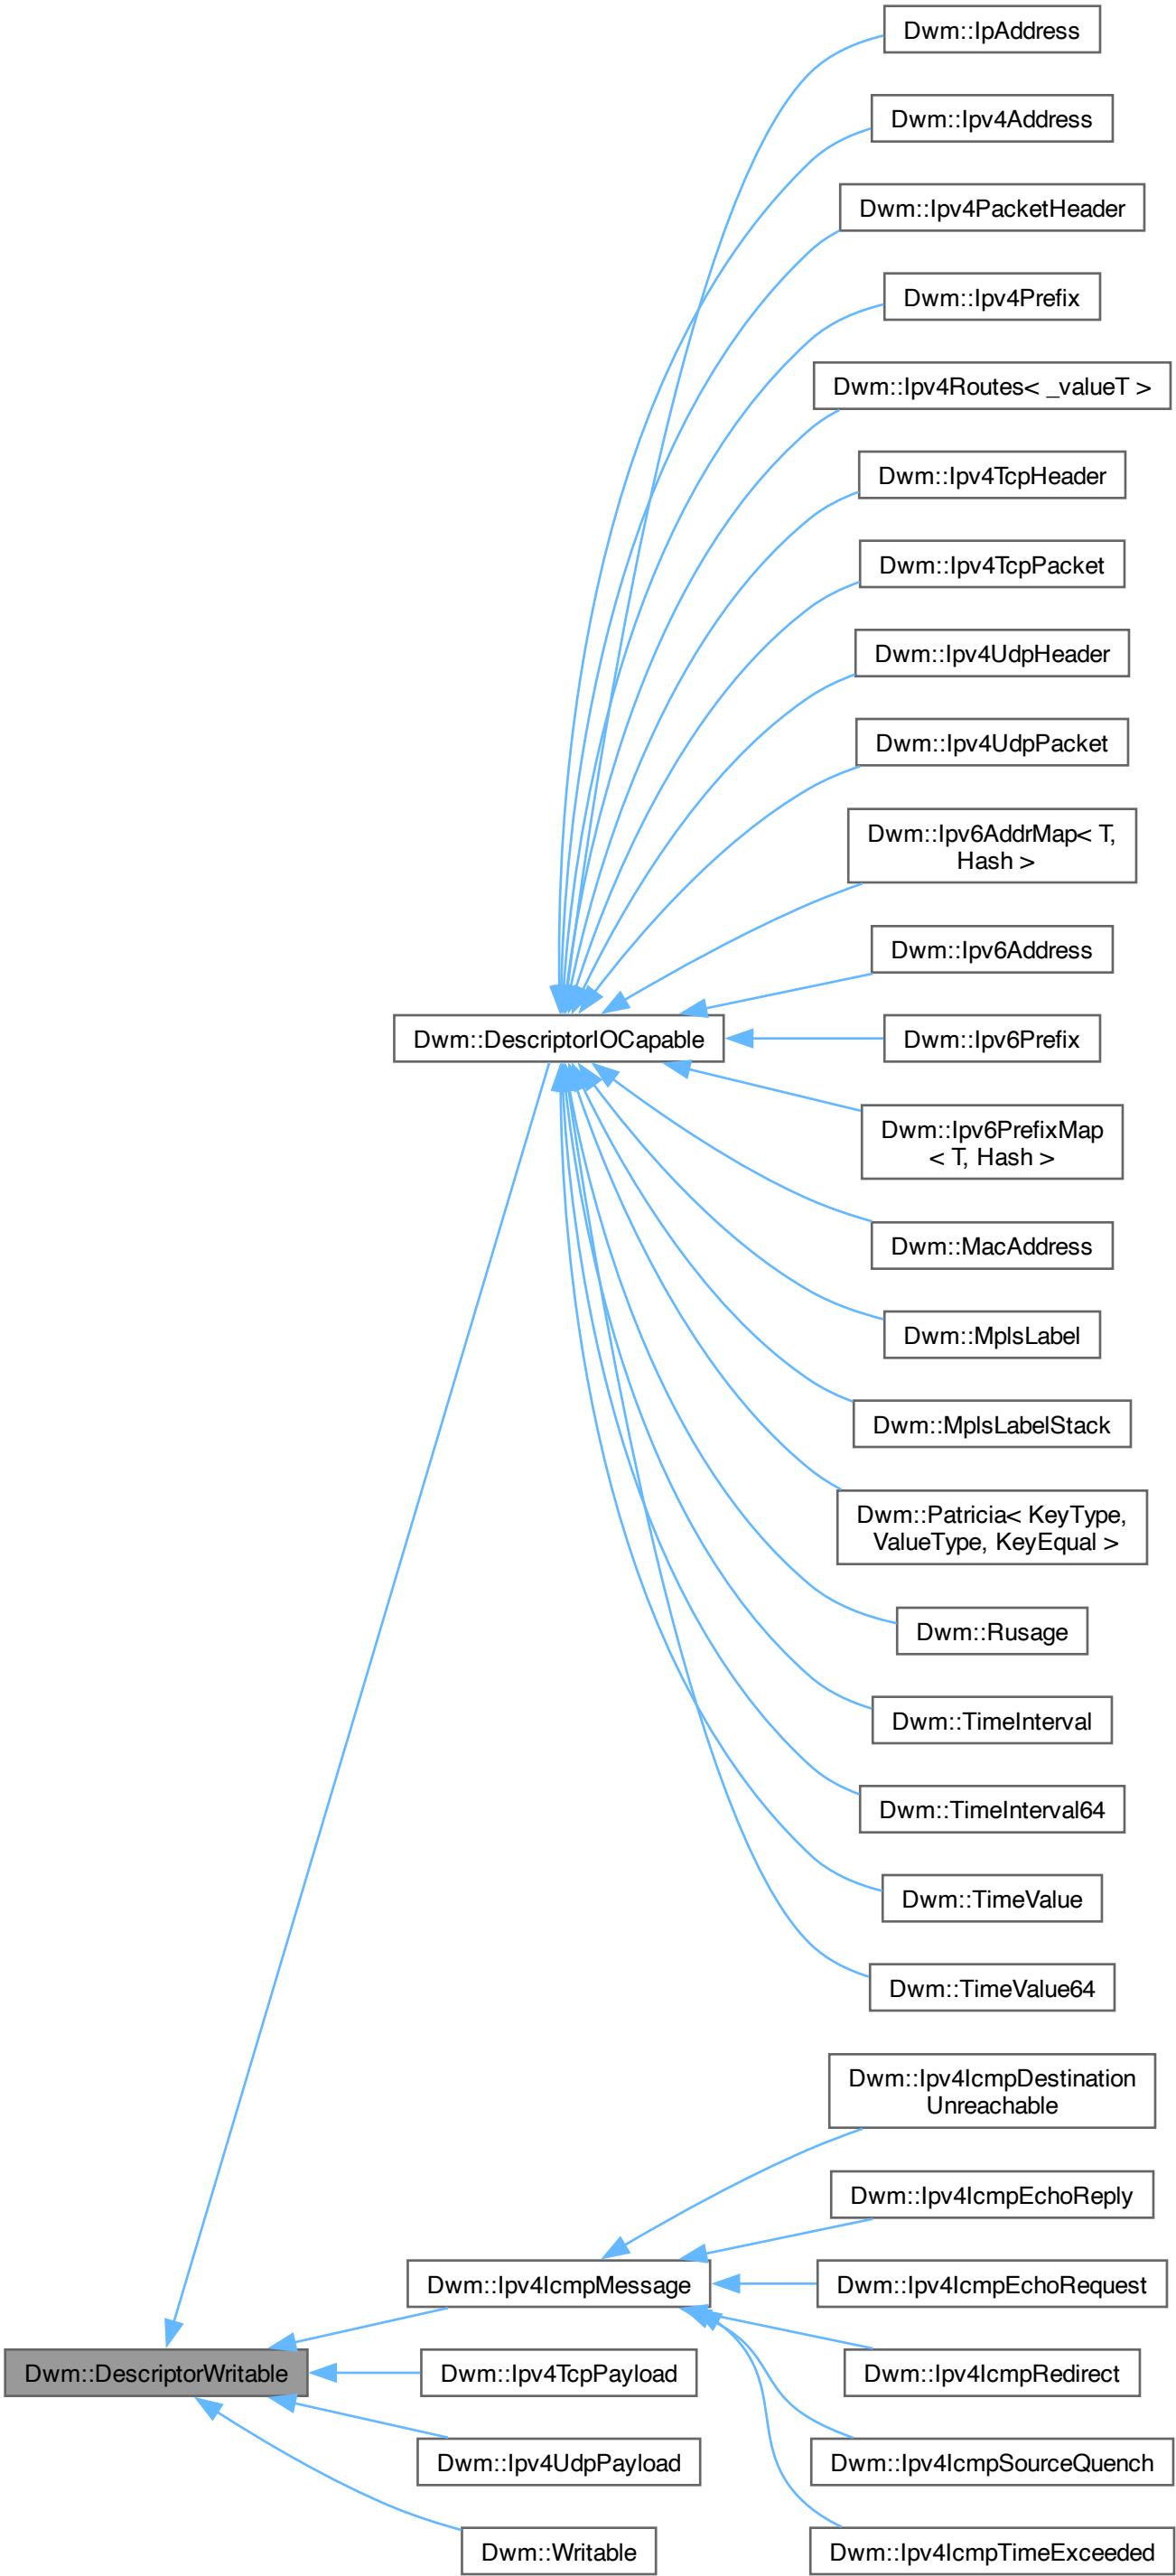 Dwm::IpAddress
Dwm::Ipv4Address
Dwm::Ipv4PacketHeader
Dwm::Ipv4Prefix
Dwm::Ipv4Routes< _valueT >
Dwm::Ipv4TcpHeader
Dwm::Ipv4TcpPacket
Dwm::Ipv4UdpHeader
Dwm::Ipv4UdpPacket
Dwm::Ipv6AddrMap< T,
Hash >
Dwm::Ipv6Address
Dwm::DescriptorIOCapable
Dwm::Ipv6Prefix
Dwm::Ipv6PrefixMap
< T, Hash >
Dwm::MacAddress
Dwm::MplsLabel
Dwm::MplsLabelStack
Dwm::Patricia< KeyType,
ValueType, KeyEqual >
Dwm::Rusage
Dwm::TimeInterval
Dwm::TimeInterval64
Dwm::TimeValue
Dwm::TimeValue64
Dwm::Ipv4IcmpDestination
Unreachable
Dwm::Ipv4IcmpEchoReply
Dwm::Ipv4IcmpMessage
Dwm::Ipv4IcmpEchoRequest
Dwm::DescriptorWritable
Dwm::Ipv4TcpPayload
Dwm::Ipv4IcmpRedirect
Dwm::Ipv4UdpPayload
Dwm::Ipv4IcmpSourceQuench
Dwm::Writable
Dwm::Ipv4IcmpTimeExceeded